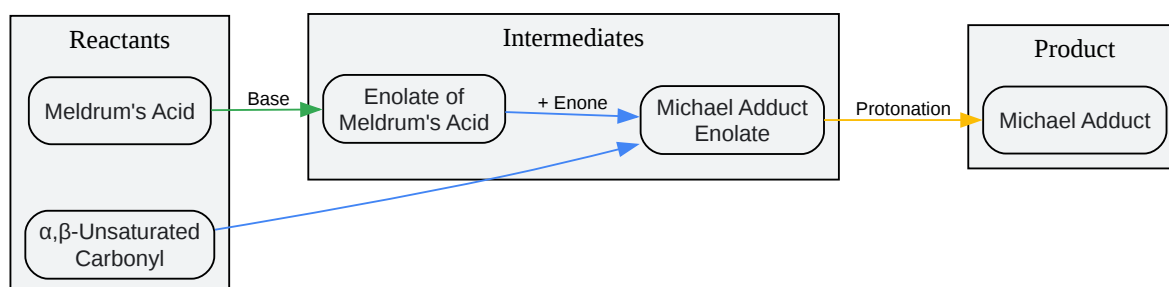 Reactants
Meldrum's Acid
α,β-Unsaturated
Carbonyl
Base
Intermediates
Enolate of
Meldrum's Acid
+ Enone
Michael Adduct
Enolate
Protonation
Product
Michael Adduct